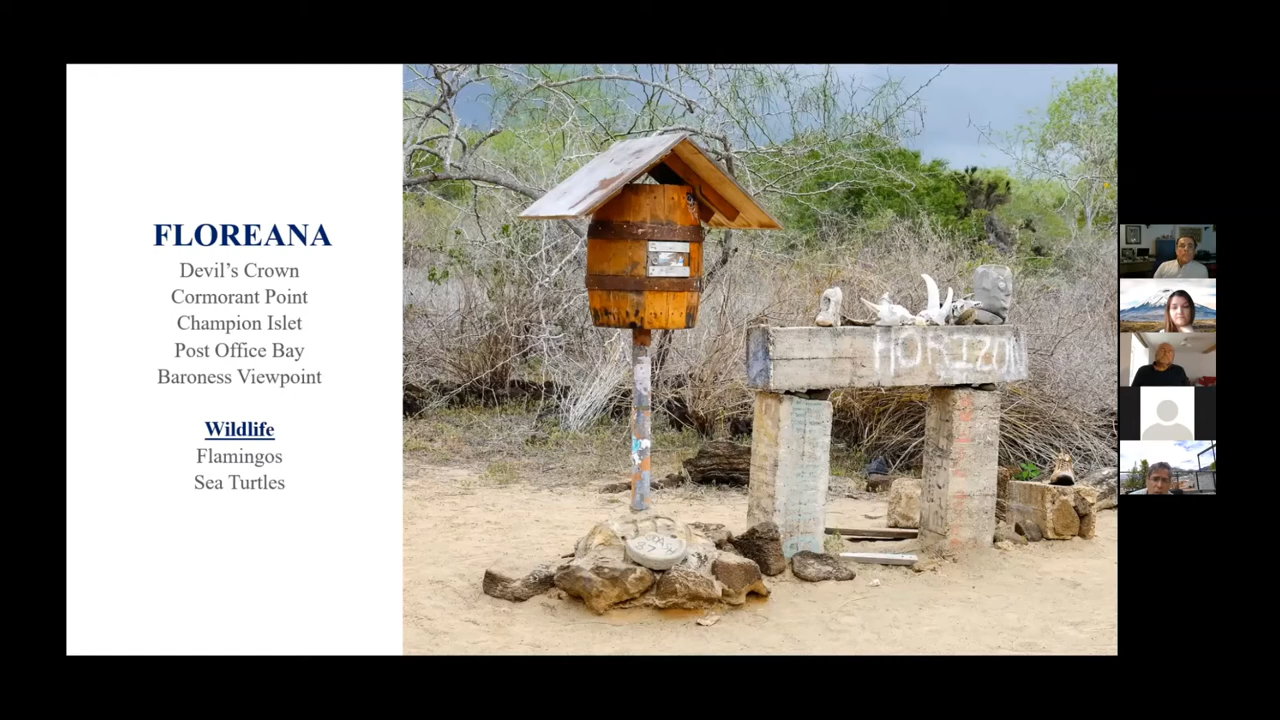 FLOREANA
Devil's Crown
Cormorant Point
Champion Islet
Post Office Bay
Baroness Viewpoint
Wildlife
Flamingos
Sea Turtles
HORIZON